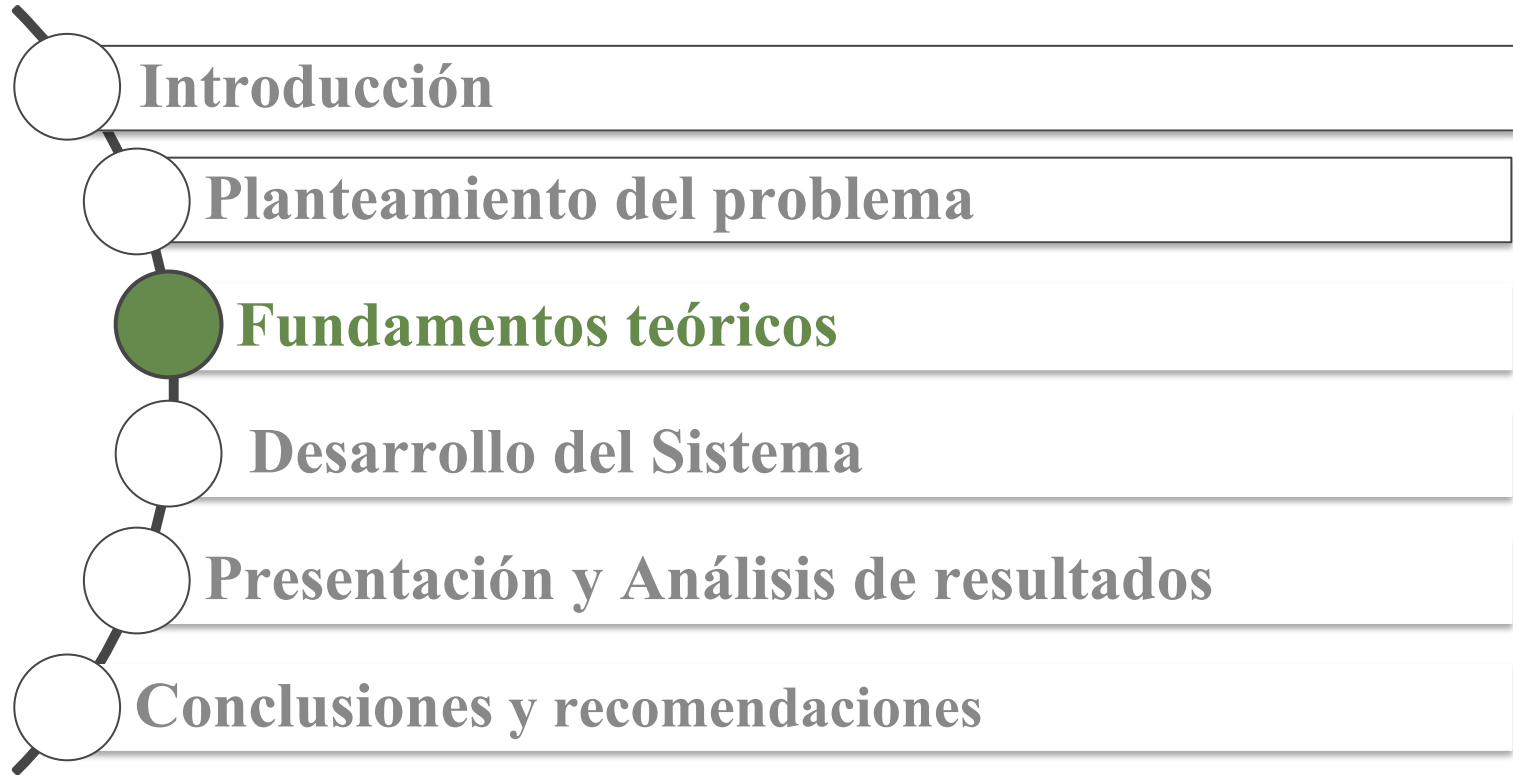 Introducción
Planteamiento del problema
Fundamentos teóricos
Desarrollo del Sistema
Presentación y Análisis de resultados
Conclusiones y recomendaciones